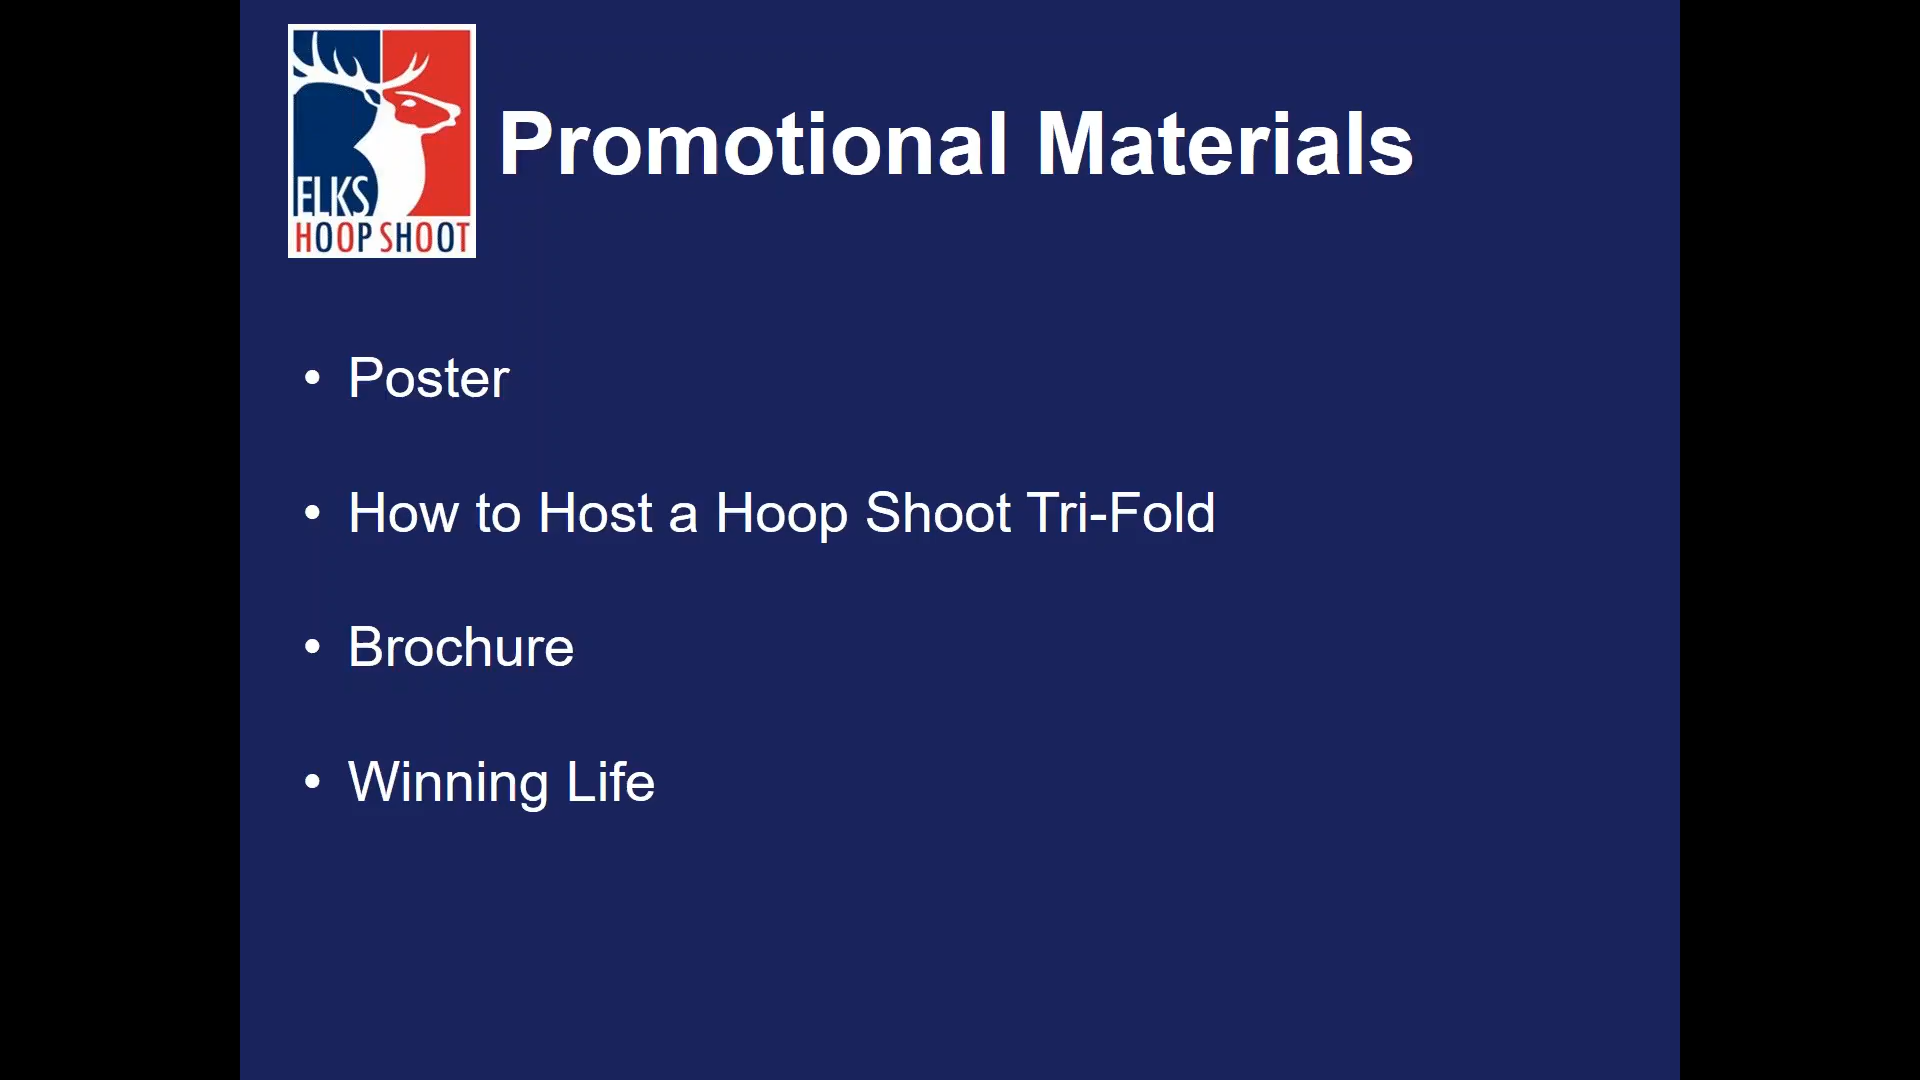 ELKS
HOOP SHOOT
Promotional Materials
• Poster
• How to Host a Hoop Shoot Tri-Fold
• Brochure
• Winning Life